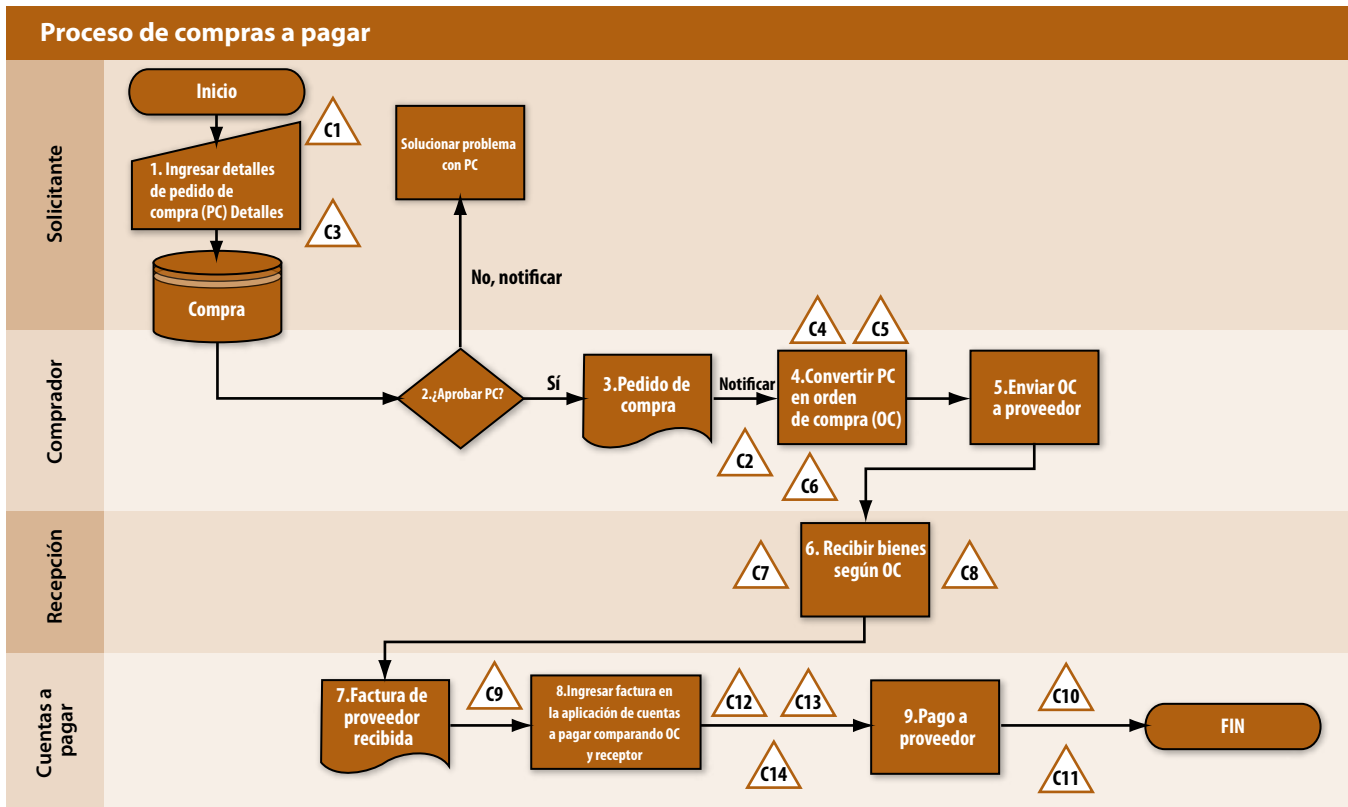 Proceso de compras a pagar
Solicitante
Inicio
C1
1. Ingresar detalles
de pedido de
compra (PC) Detalles
C3
Compra
Solucionar problema
con PC
No, notificar
Comprador
2.¿Aprobar PC?
Sí
3.Pedido de
compra
Notificar
C2
C4
C5
4.Convertir PC
en orden
de compra (OC)
C6
5.Enviar OC
a proveedor
Recepción
C7
6. Recibir bienes
según OC
C8
Cuentas a
pagar
7.Factura de
proveedor
recibida
C9
8.Ingresar factura en
la aplicación de cuentas
a pagar comparando OC
y receptor
C12
C13
C14
9.Pago a
proveedor
C10
C11
FIN